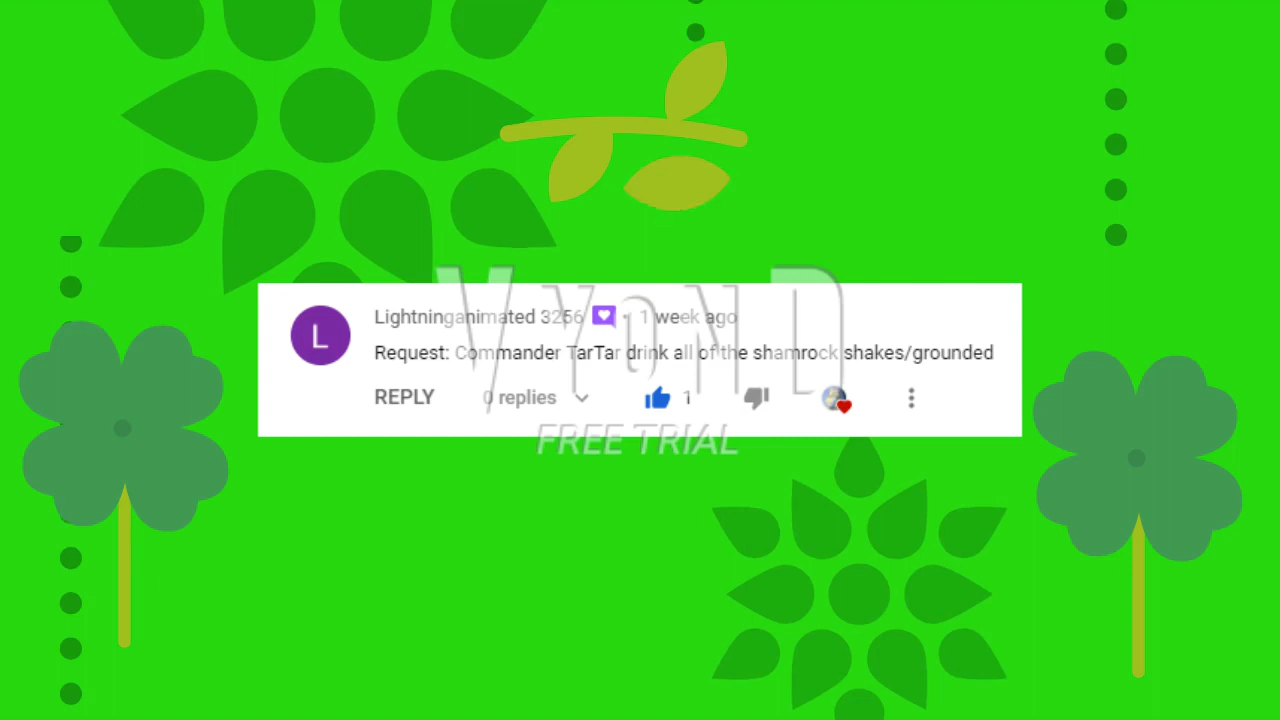 L
Lightninganimated 3256 · 1 week ago
Request: Commander TarTar drink all of the shamrock shakes/grounded
REPLY 0 replies 1
VYOND
FREE TRIAL